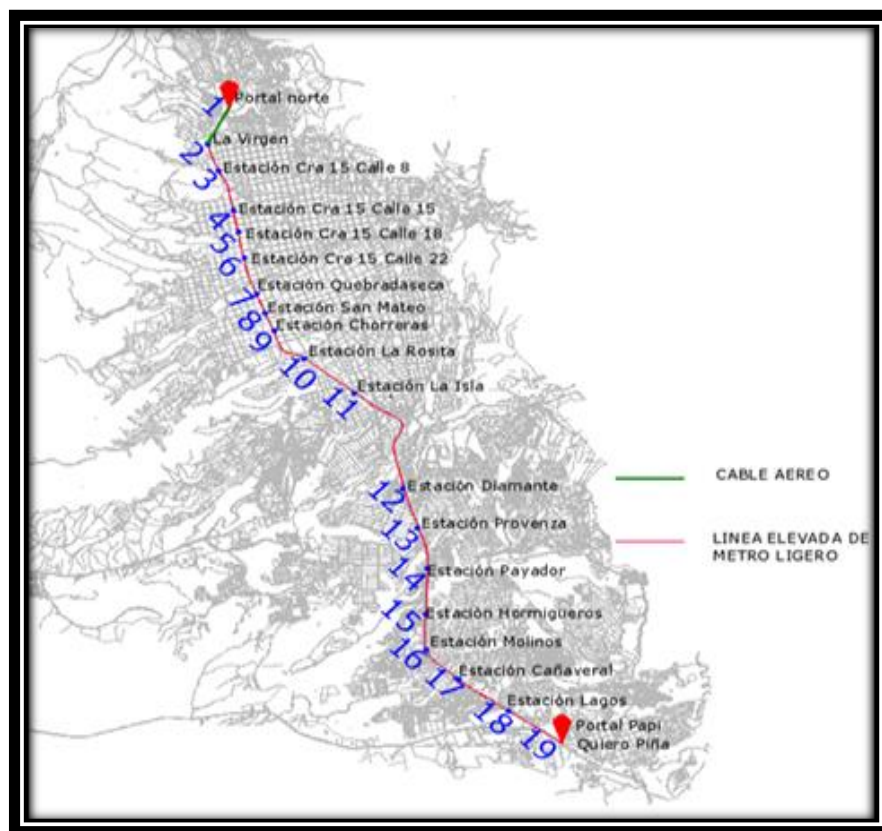 1 Portal norte
2 La Virgen
3 Estación Cra 15 Calle 8
4 Estación Cra 15 Calle 15
5 Estación Cra 15 Calle 18
6 Estación Cra 15 Calle 22
7 Estación Quebradaseca
8 Estación San Mateo
9 Estación Chorreras
10 Estación La Rosita
11 Estación La Isla
12 Estación Diamante
CABLE AEREO
13 Estación Provenza
LINEA ELEVADA DE
METRO LIGERO
14 Estación Payador
15 Estación Hormigueros
16 Estación Molinos
17 Estación Cañaveral
18 Estación Lagos
19 Portal Papi
Quiero Piña